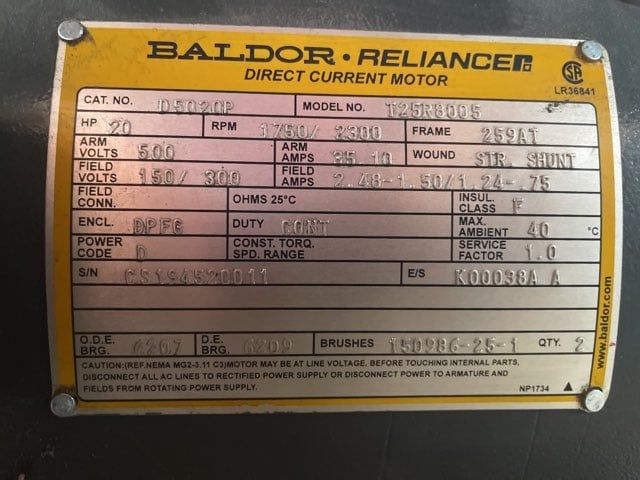 BALDOR • RELIANCER
DIRECT CURRENT MOTOR
LR36841
CAT. NO. D5020P MODEL NO. T25R8005
HP 20 RPM 1750/ 2300 FRAME 259AT
ARM VOLTS 500 ARM AMPS 35.10 WOUND STR. SHUNT
FIELD VOLTS 150/ 300 FIELD AMPS 2.48-1.50/1.24-.75
FIELD CONN. OHMS 25°C INSUL. CLASS F
ENCL. DPFG DUTY CONT MAX. AMBIENT 40 °C
POWER CODE D CONST. TORQ. SPD. RANGE SERVICE FACTOR 1.0
S/N CS194520011 E/S K00038A A
O.D.E. BRG. 6207 D.E. BRG. 6209 BRUSHES 150986-25-1 QTY. 2
CAUTION:(REF.NEMA MG2-3.11 C3)MOTOR MAY BE AT LINE VOLTAGE, BEFORE TOUCHING INTERNAL PARTS,
DISCONNECT ALL AC LINES TO RECTIFIED POWER SUPPLY OR DISCONNECT POWER TO ARMATURE AND
FIELDS FROM ROTATING POWER SUPPLY.
NP1734
www.baldor.com